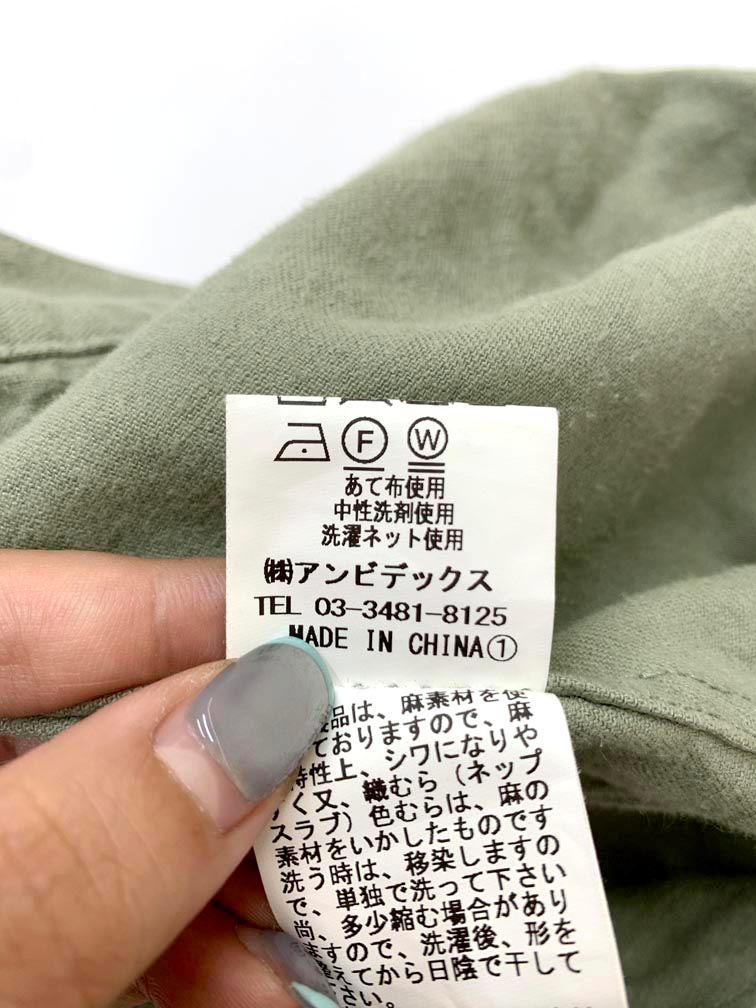 F W
あて布使用
中性洗剤使用
洗濯ネット使用
㈱アンビデックス
TEL 03-3481-8125
MADE IN CHINA①
品は、麻素材を使
ておりますので、麻
特性上、シワになりや
く又、織むら（ネップ
スラブ）色むらは、麻の
素材をいかしたものです
洗う時は、移染しますの
で、単独で洗って下さい
尚、多少縮む場合があり
ますので、洗濯後、形を
えてから日陰で干して
さい。